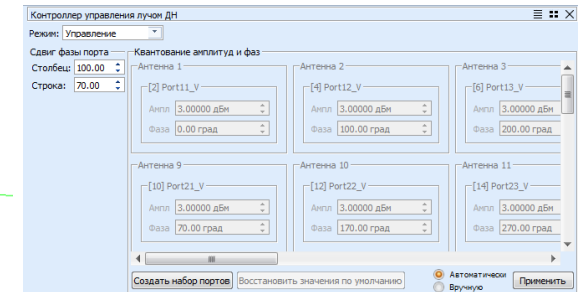 Контроллер управления лучом ДН
Режим: Управление
Сдвиг фазы порта
Столбец: 100.00
Строка: 70.00
Квантование амплитуд и фаз
Антенна 1
[2] Port11_V
Ампл 3.00000 дБм
Фаза 0.00 град
Антенна 2
[4] Port12_V
Ампл 3.00000 дБм
Фаза 100.00 град
Антенна 3
[6] Port13_V
Ампл 3.00000 дБм
Фаза 200.00 град
Антенна 9
[10] Port21_V
Ампл 3.00000 дБм
Фаза 70.00 град
Антенна 10
[12] Port22_V
Ампл 3.00000 дБм
Фаза 170.00 град
Антенна 11
[14] Port23_V
Ампл 3.00000 дБм
Фаза 270.00 град
Создать набор портов
Восстановить значения по умолчанию
Автоматически
Вручную
Применить